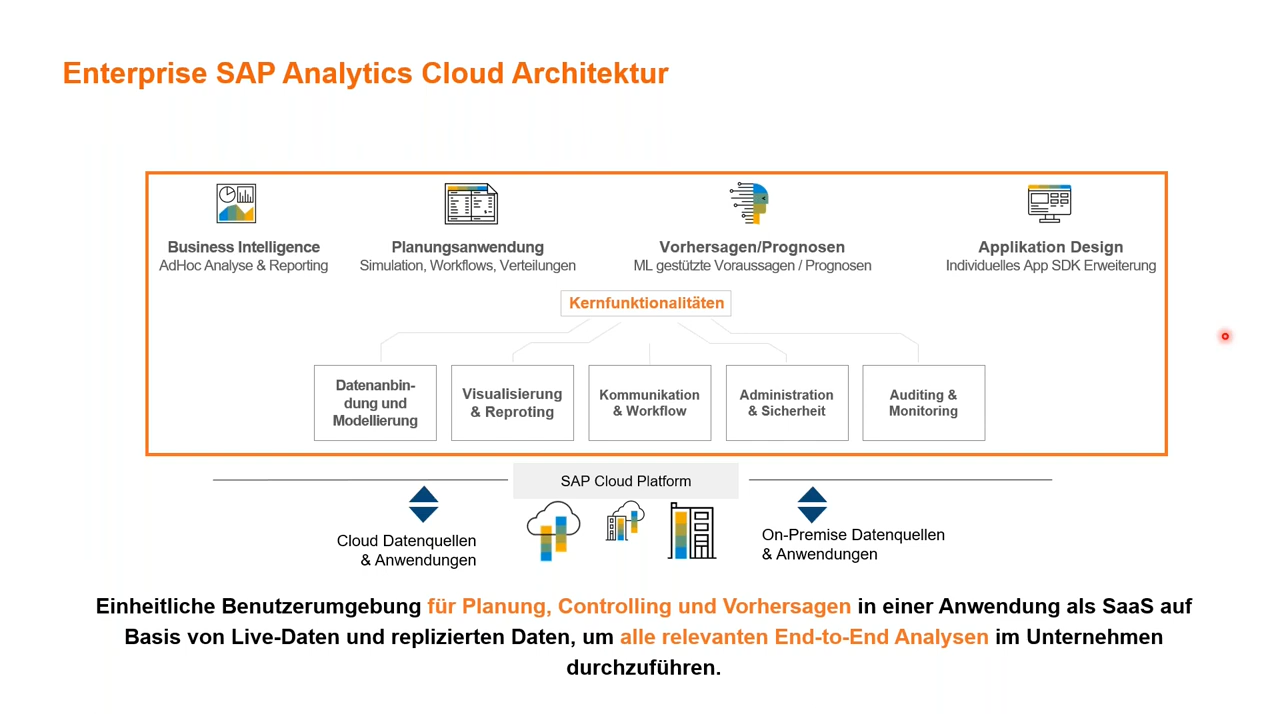 Enterprise SAP Analytics Cloud Architektur
Business Intelligence
AdHoc Analyse & Reporting
Planungsanwendung
Simulation, Workflows, Verteilungen
Vorhersagen/Prognosen
ML gestützte Voraussagen / Prognosen
Applikation Design
Individuelles App SDK Erweiterung
Kernfunktionalitäten
Datenanbin-
dung und
Modellierung
Visualisierung
& Reproting
Kommunikation
& Workflow
Administration
& Sicherheit
Auditing &
Monitoring
SAP Cloud Platform
Cloud Datenquellen
& Anwendungen
On-Premise Datenquellen
& Anwendungen
Einheitliche Benutzerumgebung für Planung, Controlling und Vorhersagen in einer Anwendung als SaaS auf
Basis von Live-Daten und replizierten Daten, um alle relevanten End-to-End Analysen im Unternehmen
durchzuführen.